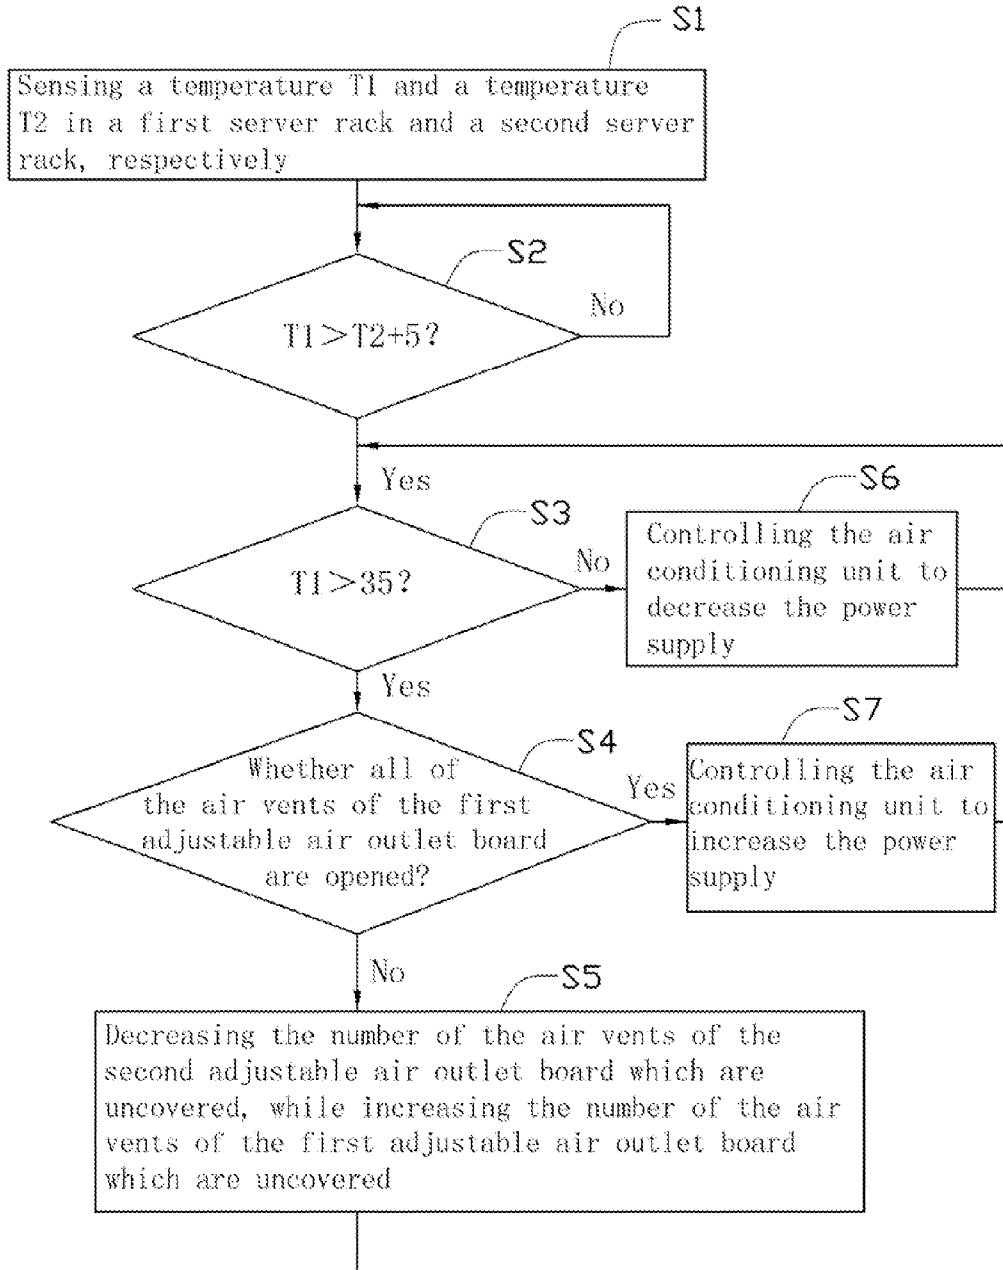 S1
Sensing a temperature T1 and a temperature
T2 in a first server rack and a second server
rack, respectively
S2
T1>T2+5?
No
Yes
S3
T1>35?
No
S6
Controlling the air
conditioning unit to
decrease the power
supply
Yes
S4
Whether all of
the air vents of the first
adjustable air outlet board
are opened?
Yes
S7
Controlling the air
conditioning unit to
increase the power
supply
No
S5
Decreasing the number of the air vents of the
second adjustable air outlet board which are
uncovered, while increasing the number of the air
vents of the first adjustable air outlet board
which are uncovered